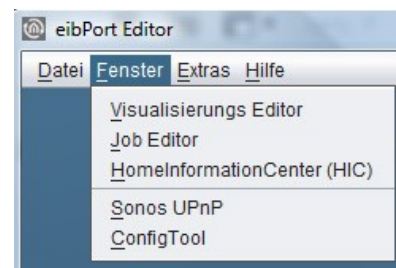 eibPort Editor
Datei Fenster Extras Hilfe
Visualisierungs Editor
Job Editor
HomeInformationCenter (HIC)
Sonos UPnP
ConfigTool